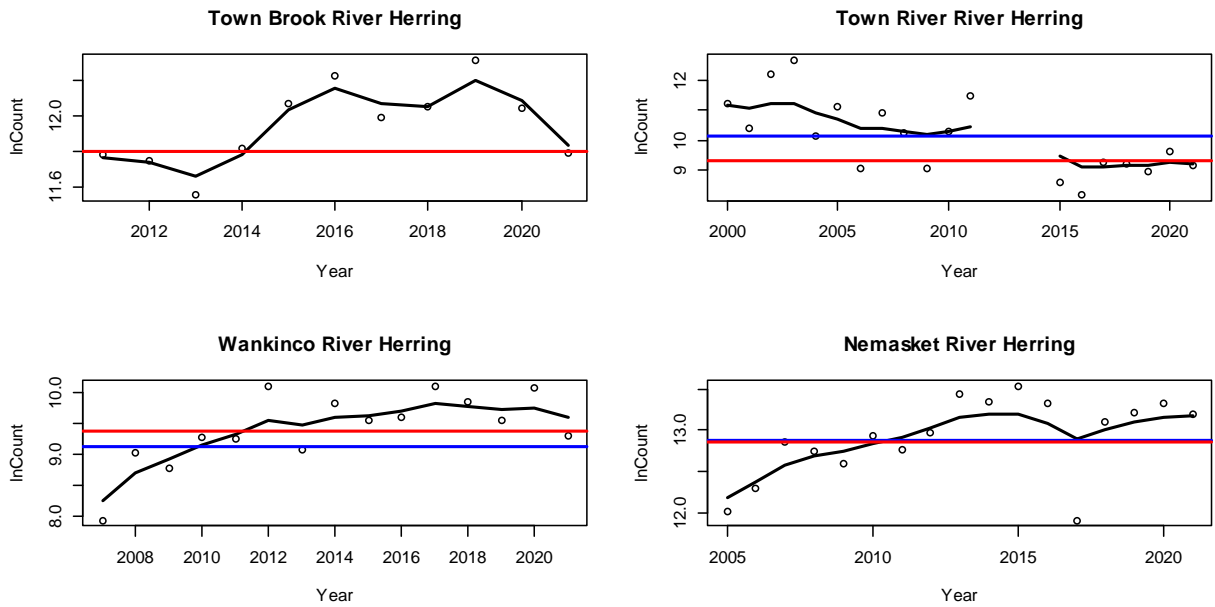 Town Brook River Herring
lnCount
12.0
11.6
2012 2014 2016 2018 2020
Year
Town River River Herring
lnCount
12
10
9
2000 2005 2010 2015 2020
Year
Wankinco River Herring
lnCount
10.0
9.0
8.0
2008 2010 2012 2014 2016 2018 2020
Year
Nemasket River Herring
lnCount
13.0
12.0
2005 2010 2015 2020
Year